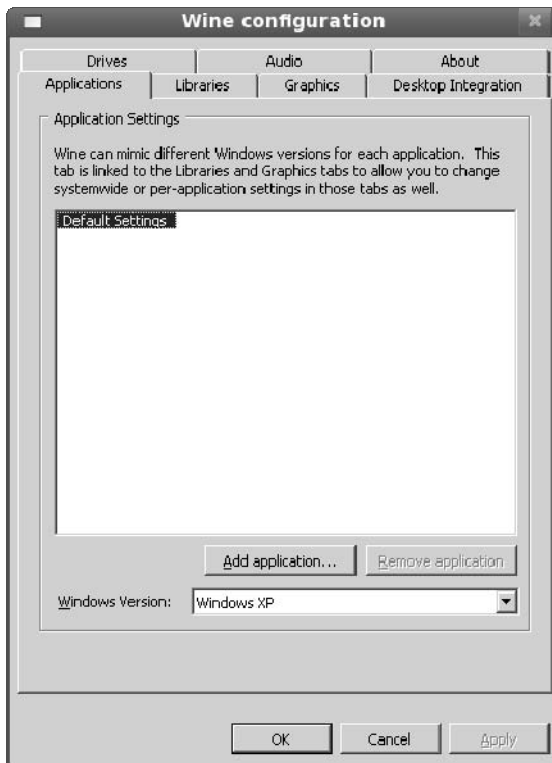 Wine configuration
Drives
Audio
About
Applications
Libraries
Graphics
Desktop Integration
Application Settings
Wine can mimic different Windows versions for each application. This
tab is linked to the Libraries and Graphics tabs to allow you to change
systemwide or per-application settings in those tabs as well.
Default Settings
Add application...
Remove application
Windows Version:
Windows XP
OK
Cancel
Apply